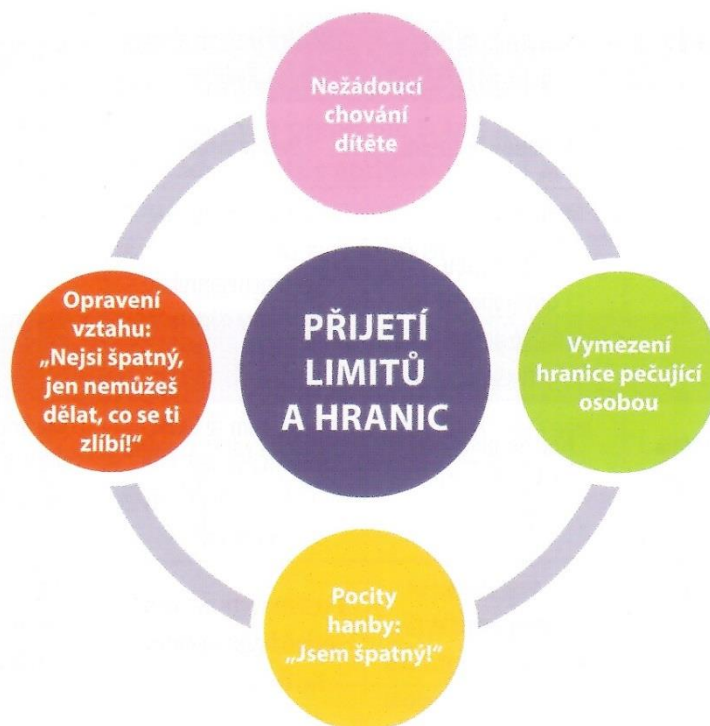 Nežádoucí
chování
dítěte
Opravení
vztahu:
„Nejsi špatný,
jen nemůžeš
dělat, co se ti
zlíbí!“
PŘIJETÍ
LIMITŮ
A HRANIC
Vymezení
hranice pečující
osobou
Pocity
hanby:
„Jsem špatný!“